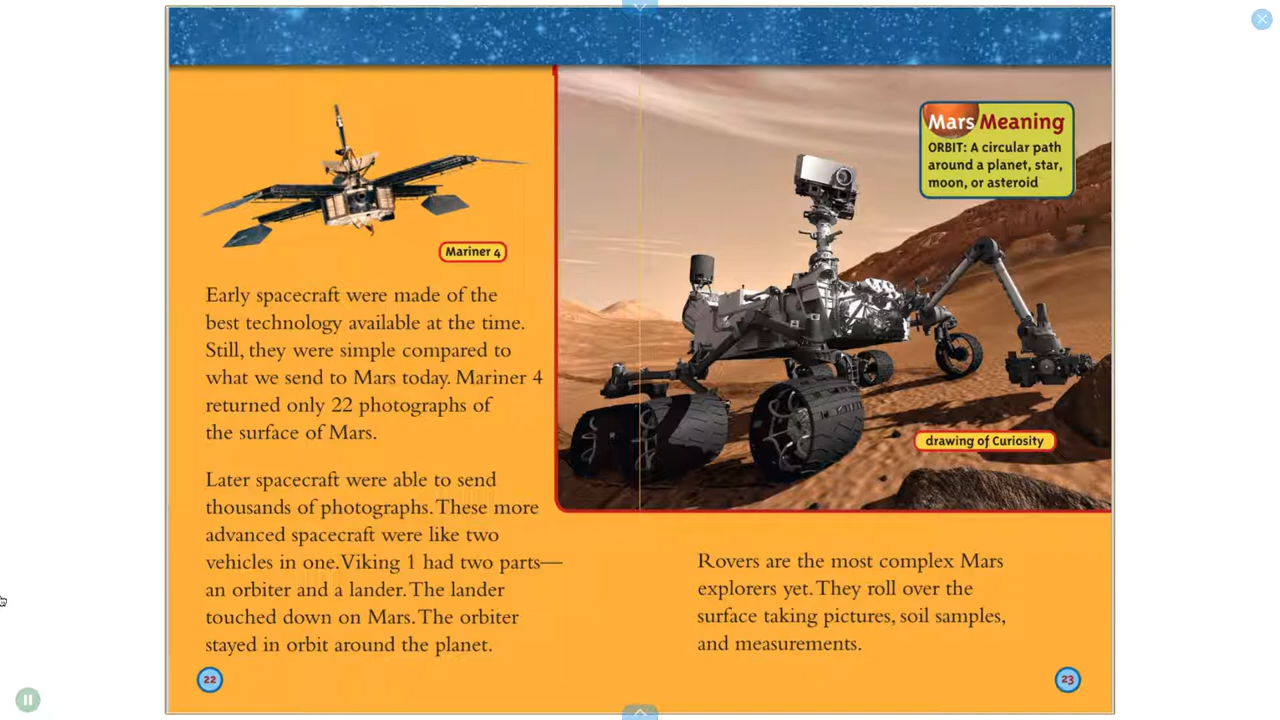 Mariner 4
Early spacecraft were made of the
best technology available at the time.
Still, they were simple compared to
what we send to Mars today. Mariner 4
returned only 22 photographs of
the surface of Mars.
Later spacecraft were able to send
thousands of photographs. These more
advanced spacecraft were like two
vehicles in one. Viking 1 had two parts—
an orbiter and a lander. The lander
touched down on Mars. The orbiter
stayed in orbit around the planet.
22
Mars Meaning
ORBIT: A circular path
around a planet, star,
moon, or asteroid
drawing of Curiosity
Rovers are the most complex Mars
explorers yet. They roll over the
surface taking pictures, soil samples,
and measurements.
23